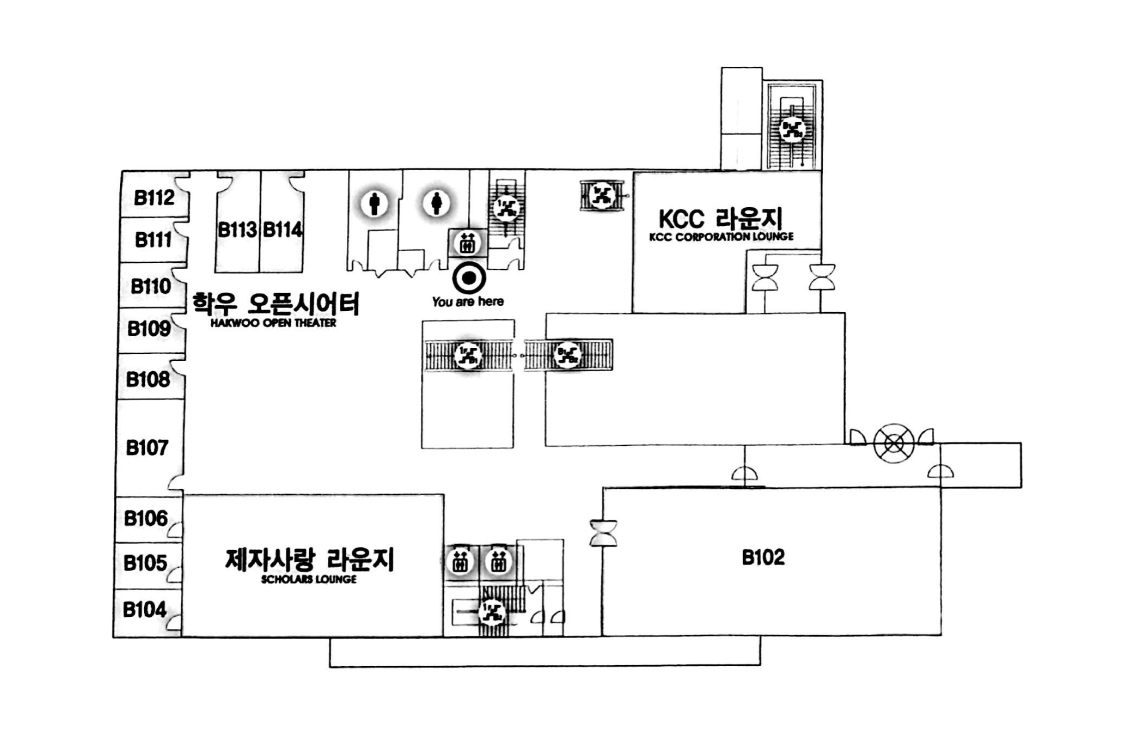 B112
B113
B114
B111
B110
B109
B108
B107
B106
B105
B104
학우 오픈시어터
HAKWOO OPEN THEATER
You are here
KCC 라운지
KCC CORPORATION LOUNGE
제자사랑 라운지
SCHOLARS LOUNGE
B102